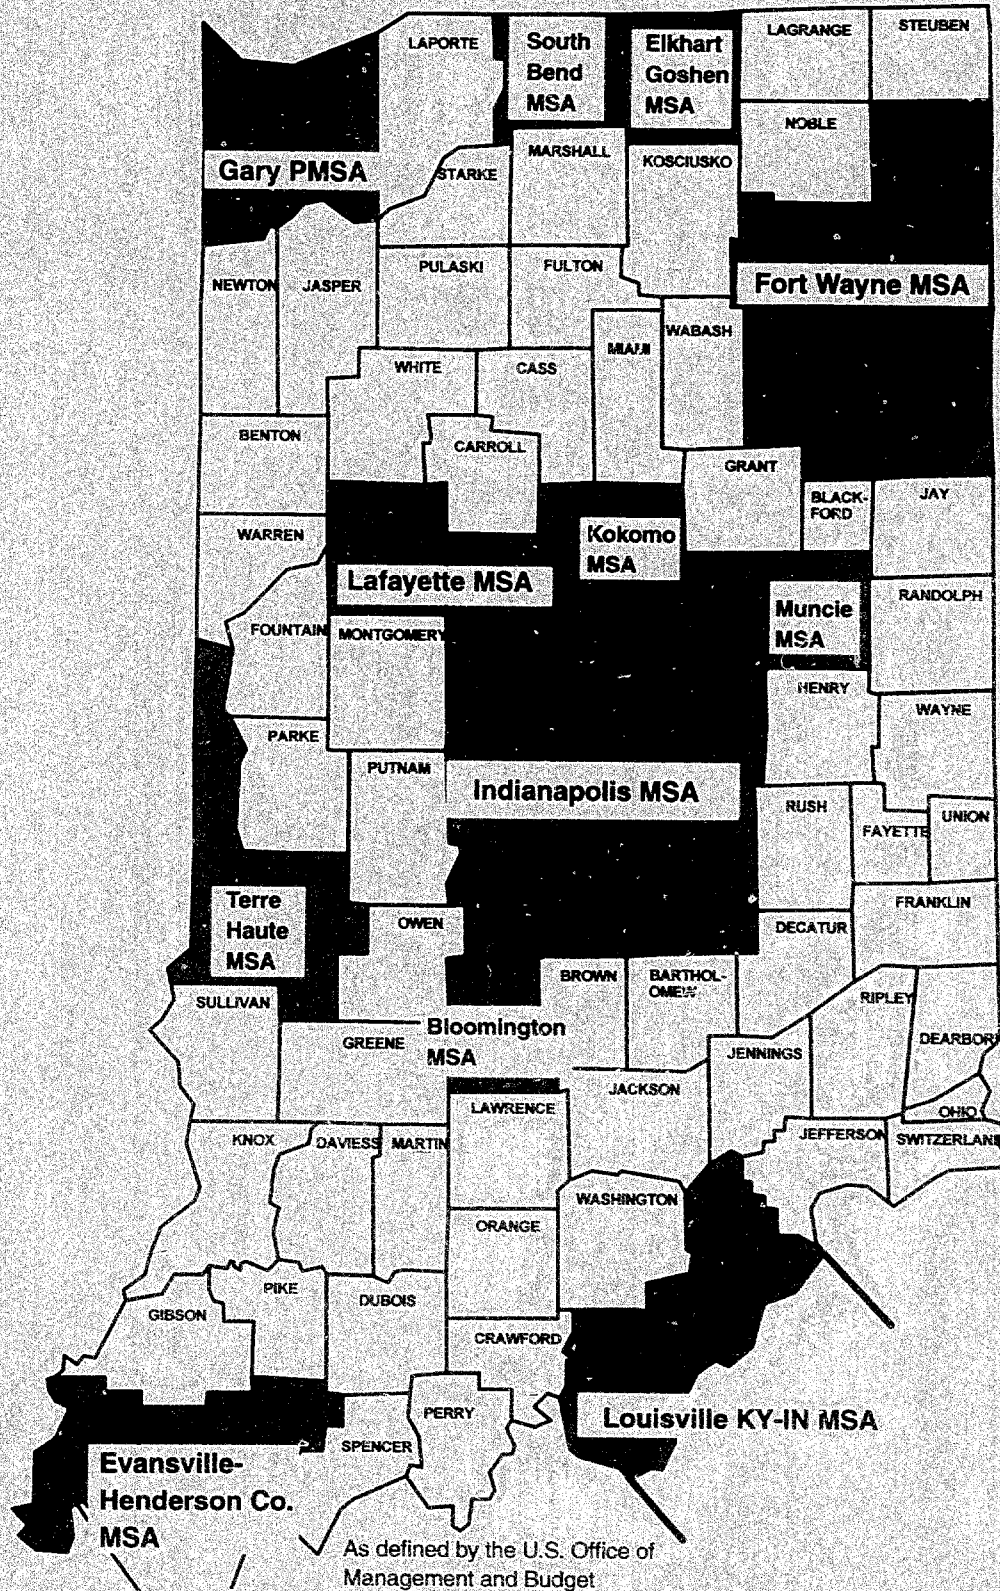 LAPORTE
South
Bend
MSA
Elkhart
Goshen
MSA
LAGRANGE
STEUBEN
NOBLE
Gary PMSA
STARKE
MARSHALL
KOSCIUSKO
NEWTON
JASPER
PULASKI
FULTON
Fort Wayne MSA
WHITE
CASS
MIAMI
WABASH
BENTON
CARROLL
GRANT
BLACK-
FORD
JAY
WARREN
Kokomo
MSA
Lafayette MSA
Muncie
MSA
RANDOLPH
FOUNTAIN
MONTGOMERY
HENRY
WAYNE
PARKE
PUTNAM
Indianapolis MSA
RUSH
FAYETTE
UNION
Terre
Haute
MSA
OWEN
FRANKLIN
DECATUR
SULLIVAN
BROWN
BARTHOL-
OMEW
RIPLEY
GREENE
Bloomington
MSA
JENNINGS
DEARBORN
LAWRENCE
JACKSON
OHIO
KNOX
DAVIESS
MARTIN
JEFFERSON
SWITZERLAND
WASHINGTON
ORANGE
GIBSON
PIKE
DUBOIS
CRAWFORD
PERRY
Louisville KY-IN MSA
SPENCER
Evansville-
Henderson Co.
MSA
As defined by the U.S. Office of
Management and Budget